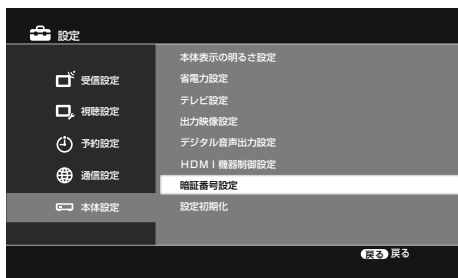 設定
受信設定
視聴設定
予約設定
通信設定
本体設定
本体表示の明るさ設定
省電力設定
テレビ設定
出力映像設定
デジタル音声出力設定
HDMI機器制御設定
暗証番号設定
設定初期化
戻る 戻る